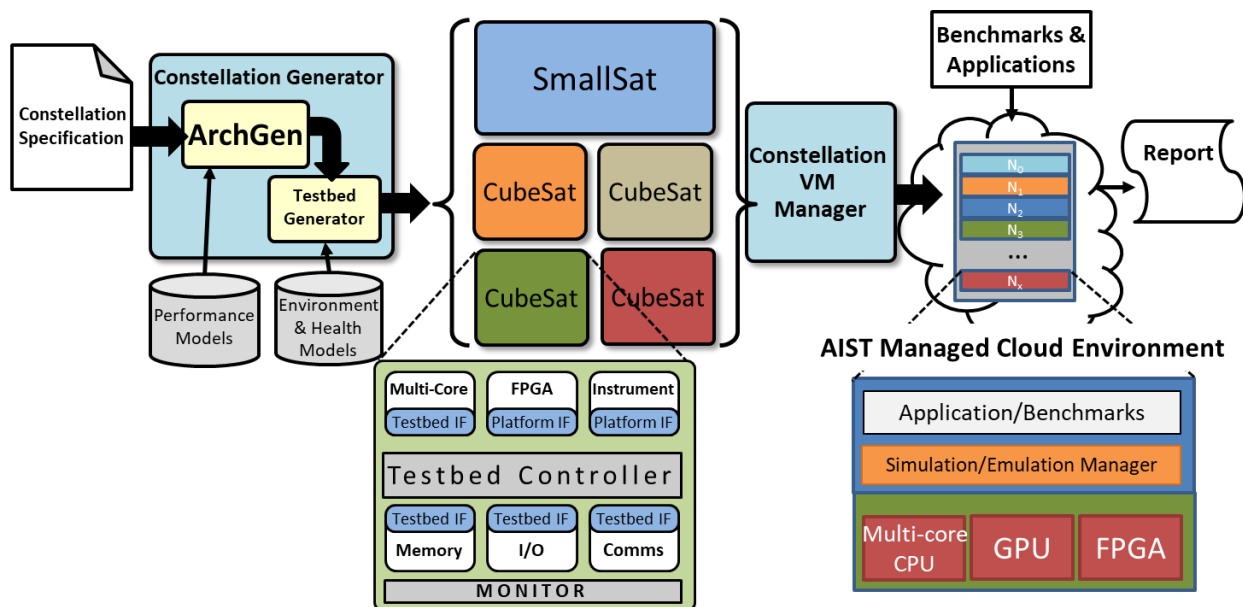 Constellation
Specification
Constellation Generator
ArchGen
Testbed
Generator
Performance
Models
Environment
& Health
Models
SmallSat
CubeSat
CubeSat
CubeSat
CubeSat
Multi-Core
Testbed IF
FPGA
Platform IF
Instrument
Platform IF
Testbed Controller
Testbed IF
Memory
Testbed IF
I/O
Testbed IF
Comms
MONITOR
Constellation
VM
Manager
Benchmarks &
Applications
N0
N1
N2
N3
...
Nx
Report
AIST Managed Cloud Environment
Application/Benchmarks
Simulation/Emulation Manager
Multi-core
CPU
GPU
FPGA